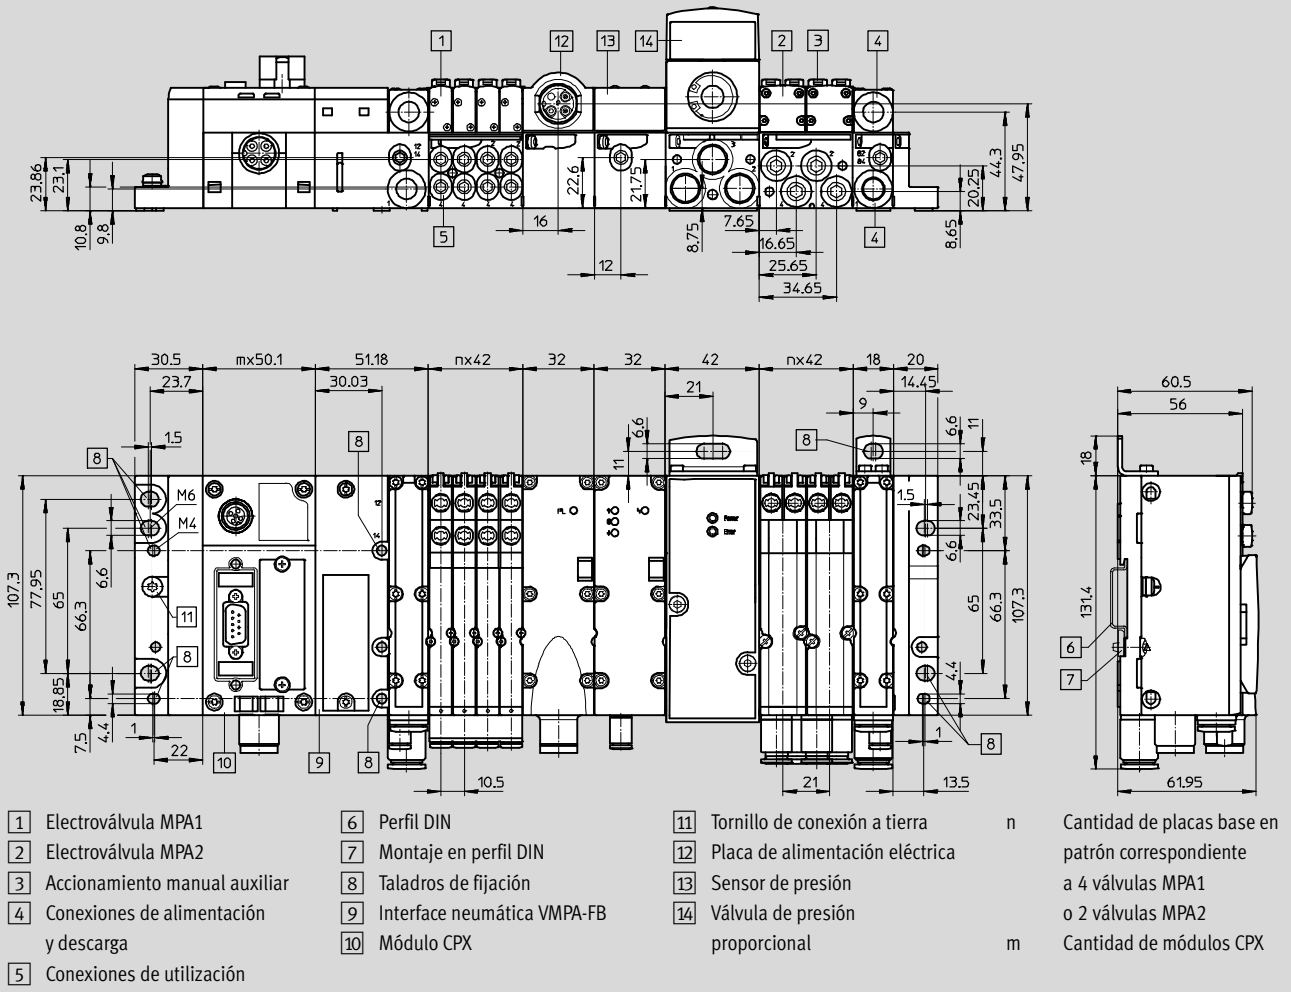 1
12
13
14
2
3
4
23.86
23.1
10.8
9.8
5
16
22.6
12
21.75
8.75
7.65
16.65
25.65
34.65
4
20.25
8.65
44.3
47.95
30.5
mx50.1
51.18
nx42
32
32
42
nx42
18
20
23.7
30.03
21
14.45
9
1.5
8
8
6.6
11
8
6.6
11
M6
M4
107.3
77.95
65
66.3
6.6
11
8
18.85
7.5
4.4
1
22
10
9
8
10.5
21
13.5
1
8
1.5
23.45
33.5
6.6
65
66.3
107.3
4.4
Power
Error
60.5
56
18
131.4
6
7
61.95
1 Electroválvula MPA1
2 Electroválvula MPA2
3 Accionamiento manual auxiliar
4 Conexiones de alimentación
y descarga
5 Conexiones de utilización
6 Perfil DIN
7 Montaje en perfil DIN
8 Taladros de fijación
9 Interface neumática VMPA-FB
10 Módulo CPX
11 Tornillo de conexión a tierra
12 Placa de alimentación eléctrica
13 Sensor de presión
14 Válvula de presión
proporcional
n Cantidad de placas base en
patrón correspondiente
a 4 válvulas MPA1
o 2 válvulas MPA2
m Cantidad de módulos CPX